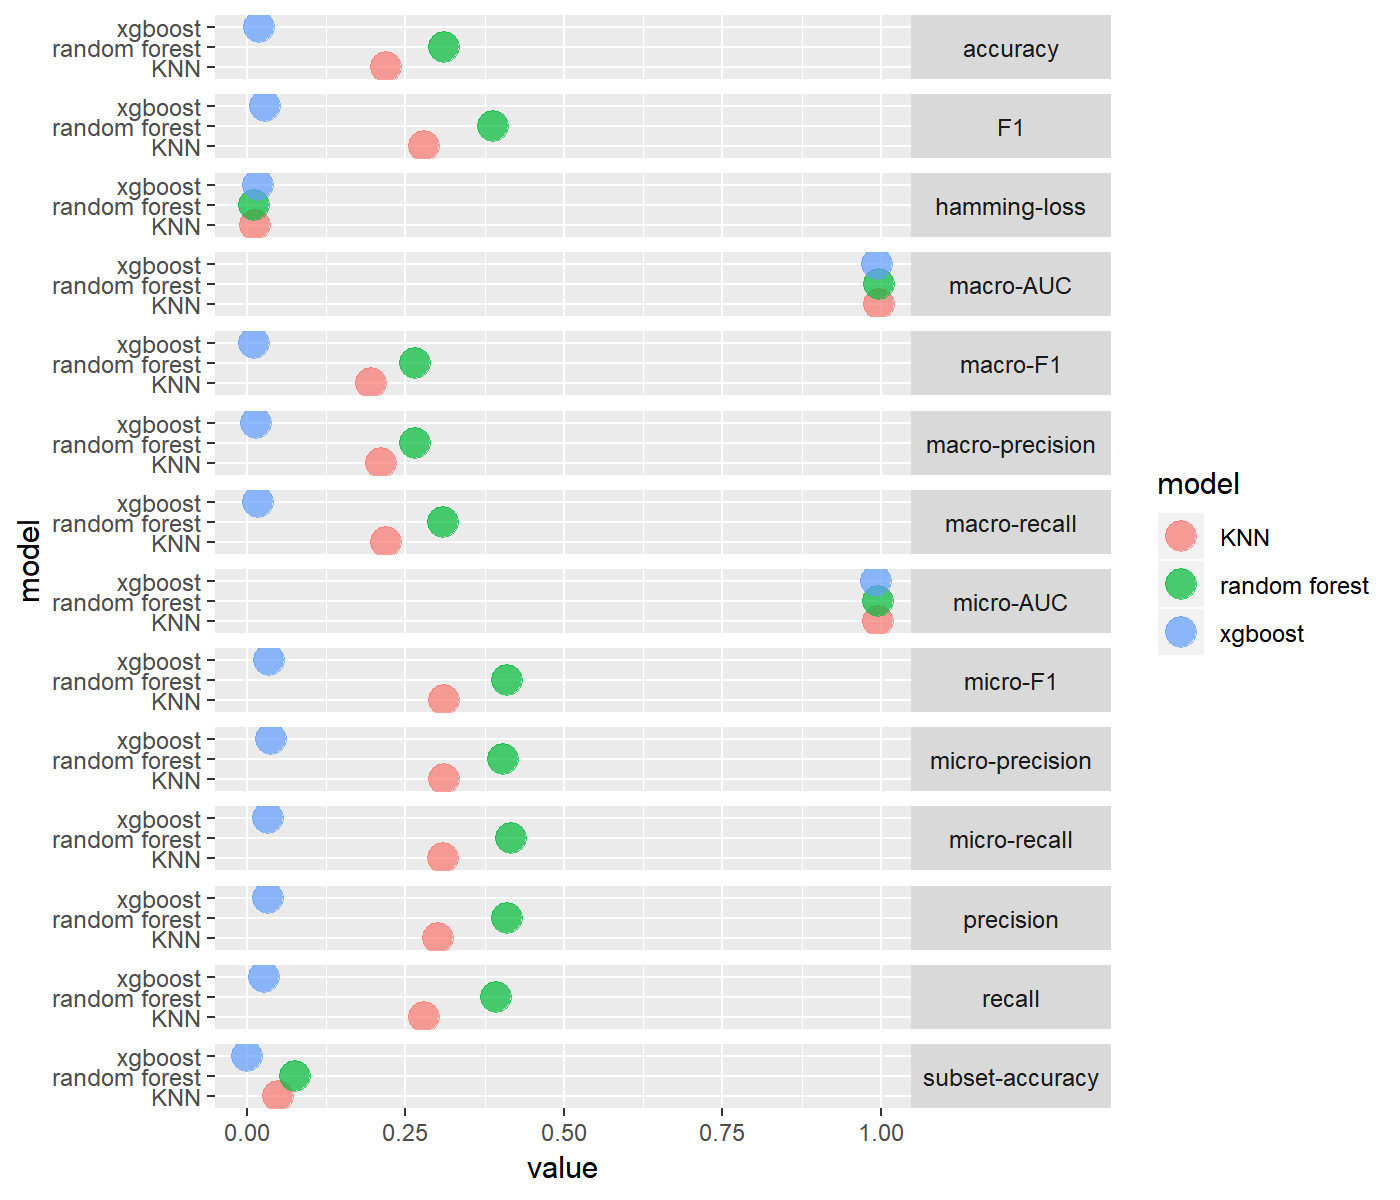 xgboost
random forest
KNN
accuracy
xgboost
random forest
KNN
F1
xgboost
random forest
KNN
hamming-loss
xgboost
random forest
KNN
macro-AUC
xgboost
random forest
KNN
macro-F1
xgboost
random forest
KNN
macro-precision
xgboost
random forest
KNN
macro-recall
xgboost
random forest
KNN
micro-AUC
xgboost
random forest
KNN
micro-F1
xgboost
random forest
KNN
micro-precision
xgboost
random forest
KNN
micro-recall
xgboost
random forest
KNN
precision
xgboost
random forest
KNN
recall
xgboost
random forest
KNN
subset-accuracy
0.00 0.25 0.50 0.75 1.00
value
model
model
KNN
random forest
xgboost